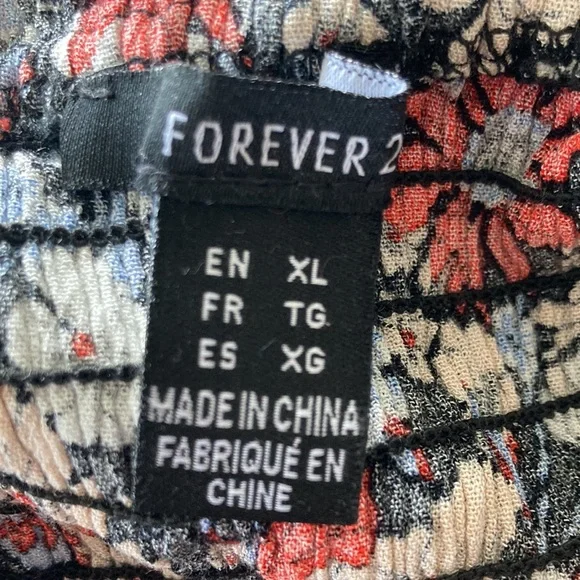 FOREVER 2
EN XL
FR TG
ES XG
MADE IN CHINA
FABRIQUÉ EN
CHINE